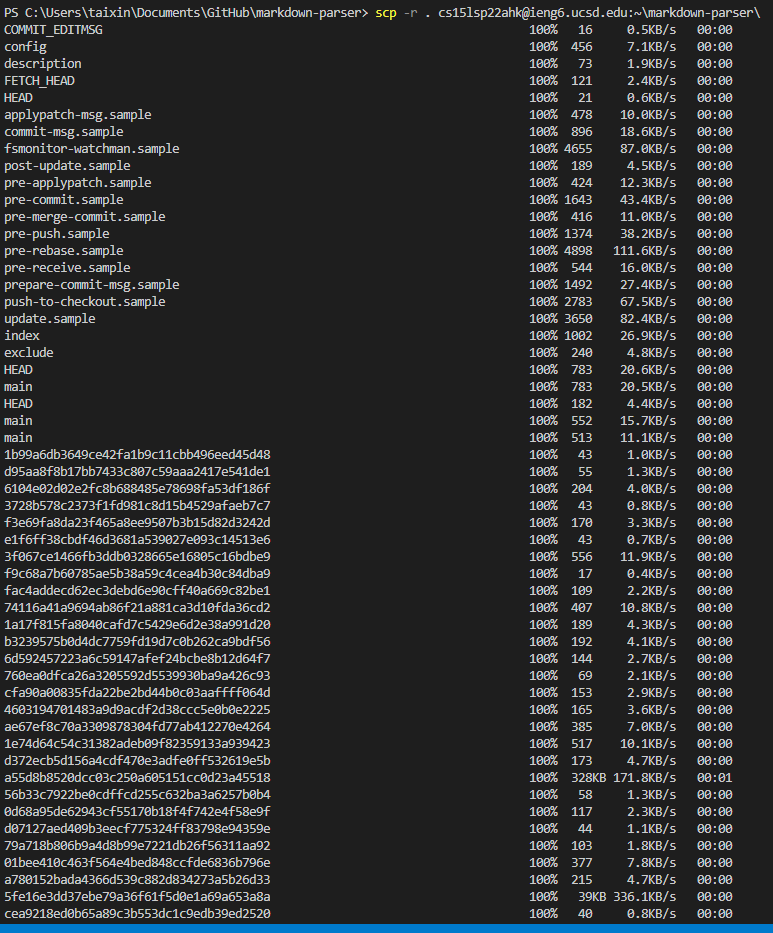 PS C:\Users\taixin\Documents\GitHub\markdown-parser> scp -r . cs15lsp22ahk@ieng6.ucsd.edu:~\markdown-parser\
COMMIT_EDITMSG 100% 16 0.5KB/s 00:00
config 100% 456 7.1KB/s 00:00
description 100% 73 1.9KB/s 00:00
FETCH_HEAD 100% 121 2.4KB/s 00:00
HEAD 100% 21 0.6KB/s 00:00
applypatch-msg.sample 100% 478 10.0KB/s 00:00
commit-msg.sample 100% 896 18.6KB/s 00:00
fsmonitor-watchman.sample 100% 4655 87.0KB/s 00:00
post-update.sample 100% 189 4.5KB/s 00:00
pre-applypatch.sample 100% 424 12.3KB/s 00:00
pre-commit.sample 100% 1643 43.4KB/s 00:00
pre-merge-commit.sample 100% 416 11.0KB/s 00:00
pre-push.sample 100% 1374 38.2KB/s 00:00
pre-rebase.sample 100% 4898 111.6KB/s 00:00
pre-receive.sample 100% 544 16.0KB/s 00:00
prepare-commit-msg.sample 100% 1492 27.4KB/s 00:00
push-to-checkout.sample 100% 2783 67.5KB/s 00:00
update.sample 100% 3650 82.4KB/s 00:00
index 100% 1002 26.9KB/s 00:00
exclude 100% 240 4.8KB/s 00:00
HEAD 100% 783 20.6KB/s 00:00
main 100% 783 20.5KB/s 00:00
HEAD 100% 182 4.4KB/s 00:00
main 100% 552 15.7KB/s 00:00
main 100% 513 11.1KB/s 00:00
1b99a6db3649ce42fa1b9c11cbb496eed45d48 100% 43 1.0KB/s 00:00
d95aa8f8b17bb7433c807c59aaa2417e541de1 100% 55 1.3KB/s 00:00
6104e02d02e2fc8b688485e78698fa53df186f 100% 204 4.0KB/s 00:00
3728b578c2373f1fd981c8d15b4529afaeb7c7 100% 43 0.8KB/s 00:00
f3e69fa8da23f465a8ee9507b3b15d82d3242d 100% 170 3.3KB/s 00:00
e1f6ff38cbdf46d3681a539027e093c14513e6 100% 43 0.7KB/s 00:00
3f067ce1466fb3ddb0328665e16805c16bdbe9 100% 556 11.9KB/s 00:00
f9c68a7b60785ae5b38a59c4cea4b30c84dba9 100% 17 0.4KB/s 00:00
fac4addecd62ec3debd6e90cff40a669c82be1 100% 109 2.2KB/s 00:00
74116a41a9694ab86f21a881ca3d10fda36cd2 100% 407 10.8KB/s 00:00
1a17f815fa8040cafd7c5429e6d2e38a991d20 100% 189 4.3KB/s 00:00
b3239575b0d4dc7759fd19d7c0b262ca9bdf56 100% 192 4.1KB/s 00:00
6d592457223a6c59147afef24bcbe8b12d64f7 100% 144 2.7KB/s 00:00
760ea0dfca26a3205592d5539930ba9a426c93 100% 69 2.1KB/s 00:00
cfa90a00835fda22be2bd44b0c03aaffff064d 100% 153 2.9KB/s 00:00
4603194701483a9d9acdf2d38ccc5e0b0e2225 100% 165 3.6KB/s 00:00
ae67ef8c70a3309878304fd77ab412270e4264 100% 385 7.0KB/s 00:00
1e74d64c54c31382adeb09f82359133a939423 100% 517 10.1KB/s 00:00
d372ecb5d156a4cdf470e3adfe0ff532619e5b 100% 173 4.7KB/s 00:00
a55d8b8520dcc03c250a605151cc0d23a45518 100% 328KB 171.8KB/s 00:01
56b33c7922be0cdffcd255c632ba3a6257b0b4 100% 58 1.3KB/s 00:00
0d68a95de62943cf55170b18f4f742e4f58e9f 100% 117 2.3KB/s 00:00
d07127aed409b3eecf775324ff83798e94359e 100% 44 1.1KB/s 00:00
79a718b806b9a4d8b99e7221db26f56311aa92 100% 103 1.8KB/s 00:00
01bee410c463f564e4bed848ccfde6836b796e 100% 377 7.8KB/s 00:00
a780152bada4366d539c882d834273a5b26d33 100% 215 4.7KB/s 00:00
5fe16e3dd37ebe79a36f61f5d0e1a69a653a8a 100% 39KB 336.1KB/s 00:00
cea9218ed0b65a89c3b553dc1c9edb39ed2520 100% 40 0.8KB/s 00:00